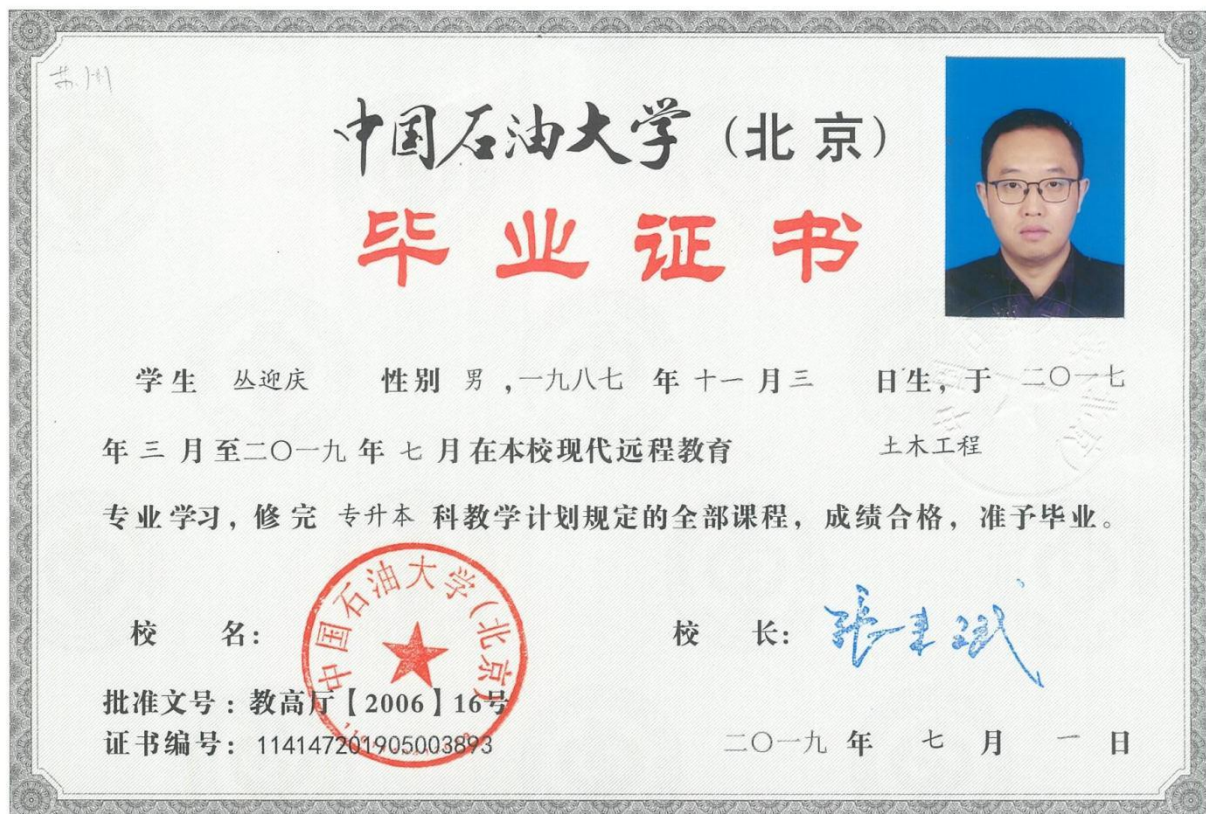 苏州
中国石油大学（北京）
毕业证书
学生 丛迎庆 性别 男，一九八七 年 十一 月 三 日生，于 二〇一七
年 三 月 至 二〇一九 年 七 月 在本校现代远程教育 土木工程
专业学习，修完 专升本 科教学计划规定的全部课程，成绩合格，准予毕业。
中国石油大学(北京)
校 名： 校 长： 張来斌
批准文号：教高厅【2006】16号
证书编号：114147201905003893 二〇一九 年 七 月 一 日